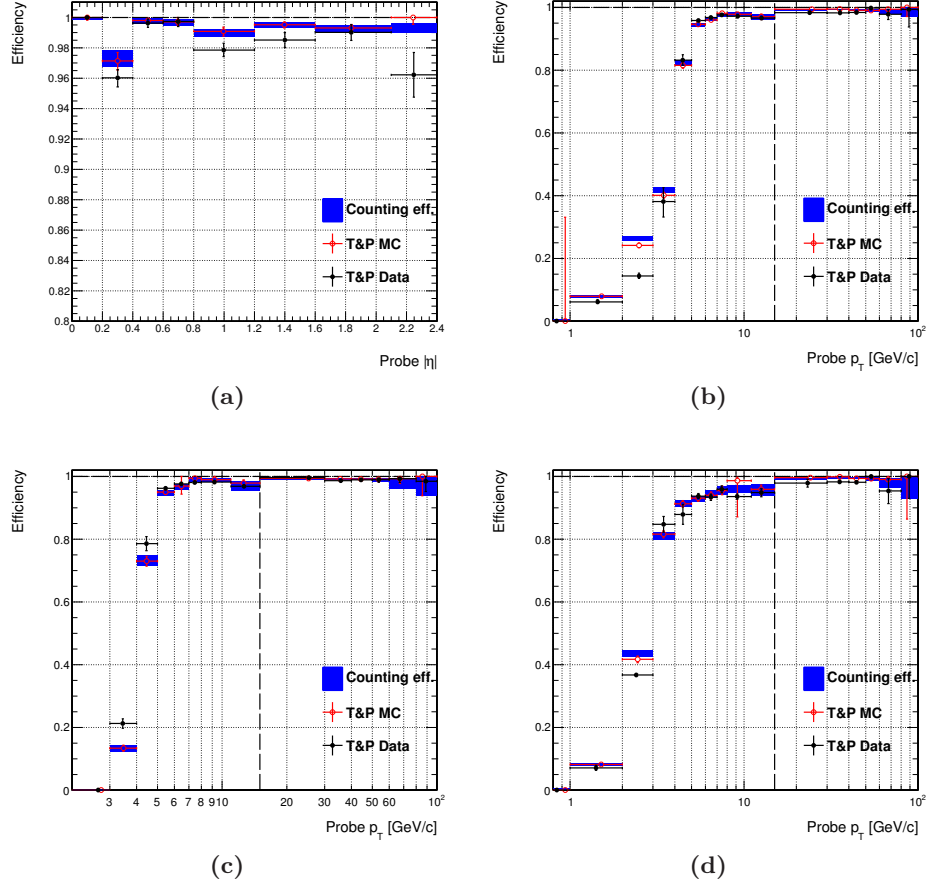 Efficiency
1
0.98
0.96
0.94
0.92
0.9
0.88
0.86
0.84
0.82
0.8
Counting eff.
T&P MC
T&P Data
0 0.2 0.4 0.6 0.8 1 1.2 1.4 1.6 1.8 2 2.2 2.4
Probe |η|
(a)
Efficiency
1
0.8
0.6
0.4
0.2
0
Counting eff.
T&P MC
T&P Data
1 10 10²
Probe p_T [GeV/c]
(b)
Efficiency
1
0.8
0.6
0.4
0.2
0
Counting eff.
T&P MC
T&P Data
3 4 5 6 7 8 9 10 20 30 40 50 60 10²
Probe p_T [GeV/c]
(c)
Efficiency
1
0.8
0.6
0.4
0.2
0
Counting eff.
T&P MC
T&P Data
1 10 10²
Probe p_T [GeV/c]
(d)